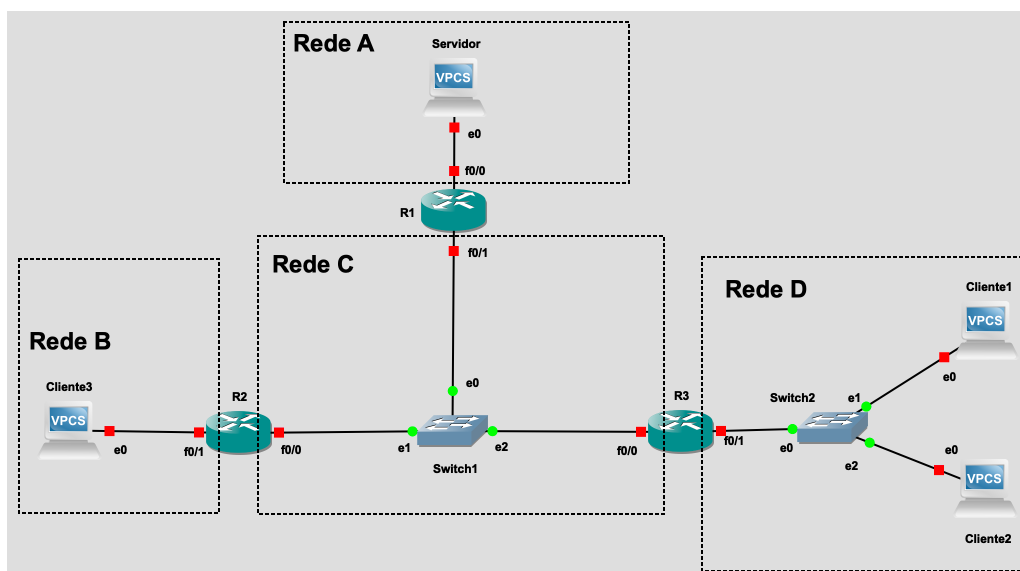 Rede A
Servidor
VPCS
e0
f0/0
R1
f0/1
Rede C
Rede B
Cliente3
VPCS
e0
f0/1
R2
f0/0
e0
e1
e2
Switch1
R3
f0/0
f0/1
Rede D
Cliente1
VPCS
e0
Switch2
e1
e0
e2
e0
VPCS
Cliente2